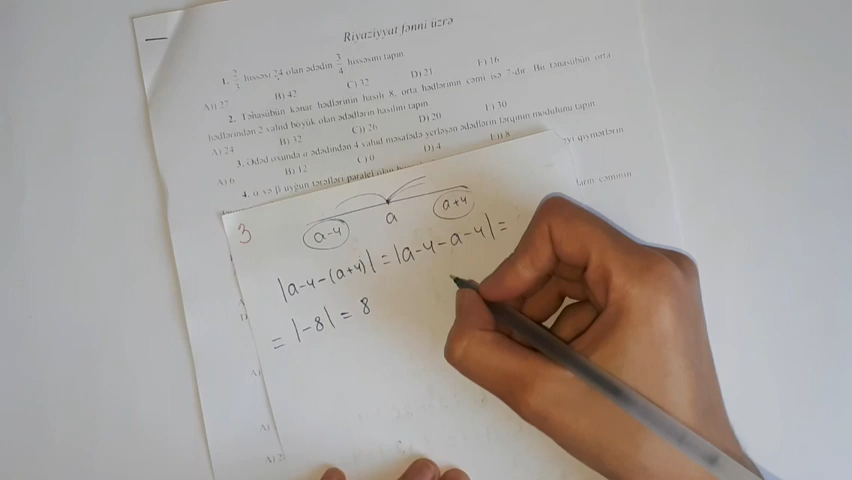 Riyaziyyat fənni üzrə
1. 2/3 hissəsi 24 olan ədədin 3/4 hissəsini tapın
A) 27 B) 42 C) 32 D) 21 E) 16
2. Tənasübün kənar hədlərinin hasili 8, orta hədlərinin cəmi isə 7-dir. Bu tənasübün orta
hədlərindən 2 vahid böyük olan ədədlərin hasilini tapın
A) 24 B) 32 C) 26 D) 20 E) 30
3. Ədəd oxunda a ədədindən 4 vahid məsafədə yerləşən ədədlərin fərqinin modulunu tapın
A) 6 B) 12 C) 0 D) 4 E) 8
4. α və β uyğun tərəfləri paralel olan
qiymətlərin
ların cəminin
3
a-4 a a+4
|a-4-(a+4)| = |a-4-a-4| =
= |-8| = 8